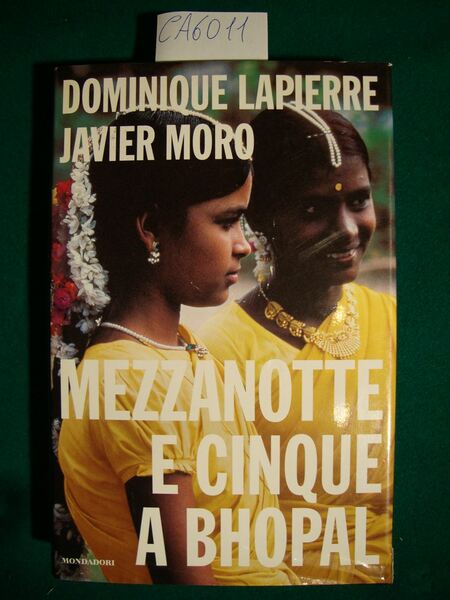 CA6011
DOMINIQUE LAPIERRE
JAVIER MORO
MEZZANOTTE
E CINQUE
A BHOPAL
MONDADORI